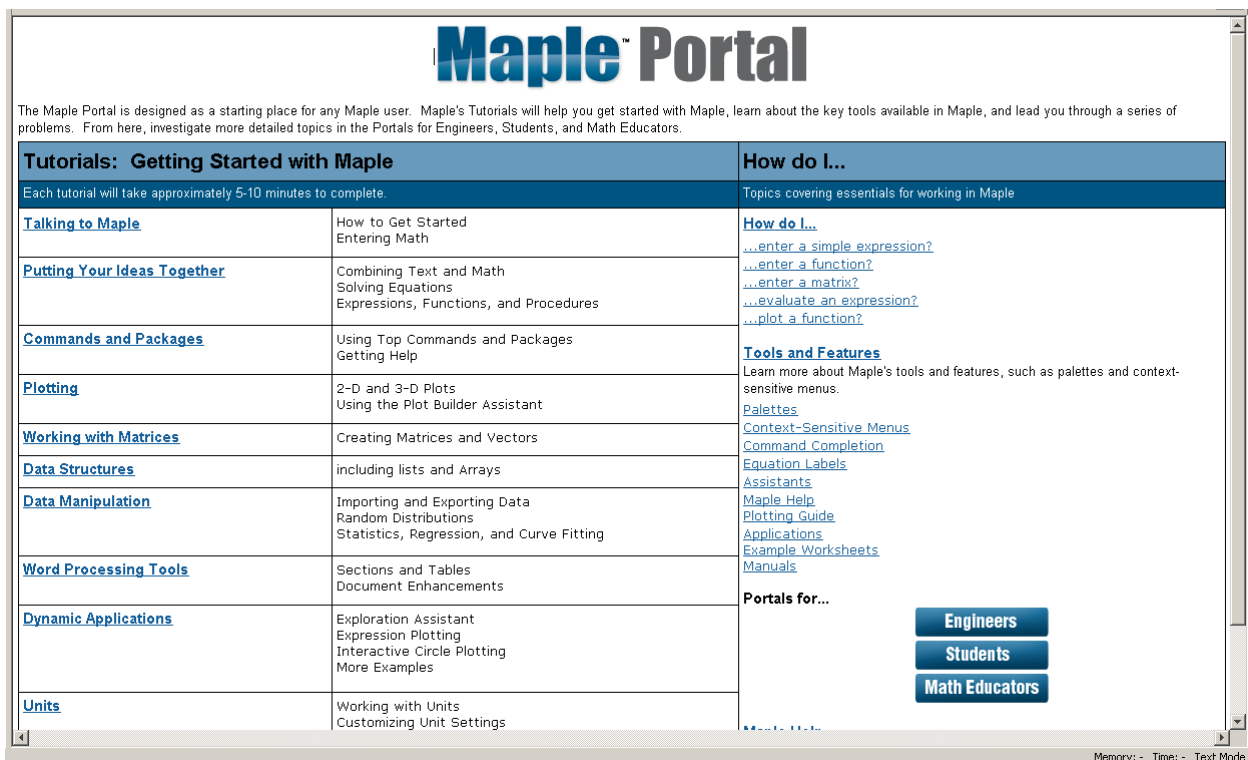 Maple™ Portal
The Maple Portal is designed as a starting place for any Maple user.  Maple's Tutorials will help you get started with Maple, learn about the key tools available in Maple, and lead you through a series of
problems.  From here, investigate more detailed topics in the Portals for Engineers, Students, and Math Educators.
Tutorials:  Getting Started with Maple
Each tutorial will take approximately 5-10 minutes to complete.
Talking to Maple
How to Get Started
Entering Math
Putting Your Ideas Together
Combining Text and Math
Solving Equations
Expressions, Functions, and Procedures
Commands and Packages
Using Top Commands and Packages
Getting Help
Plotting
2-D and 3-D Plots
Using the Plot Builder Assistant
Working with Matrices
Creating Matrices and Vectors
Data Structures
including lists and Arrays
Data Manipulation
Importing and Exporting Data
Random Distributions
Statistics, Regression, and Curve Fitting
Word Processing Tools
Sections and Tables
Document Enhancements
Dynamic Applications
Exploration Assistant
Expression Plotting
Interactive Circle Plotting
More Examples
Units
Working with Units
Customizing Unit Settings
How do I...
Topics covering essentials for working in Maple
How do I...
...enter a simple expression?
...enter a function?
...enter a matrix?
...evaluate an expression?
...plot a function?
Tools and Features
Learn more about Maple's tools and features, such as palettes and context-
sensitive menus.
Palettes
Context-Sensitive Menus
Command Completion
Equation Labels
Assistants
Maple Help
Plotting Guide
Applications
Example Worksheets
Manuals
Portals for...
Engineers
Students
Math Educators
Maple Help
Memory: -  Time: -  Text Mode